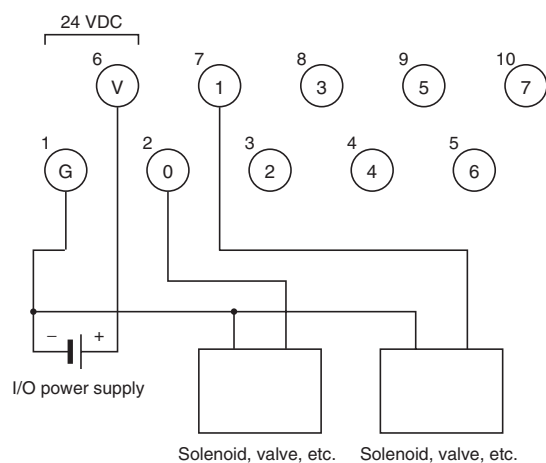 24 VDC
6 7 8 9 10
V 1 3 5 7
1 2 3 4 5
G 0 2 4 6
− +
I/O power supply
Solenoid, valve, etc. Solenoid, valve, etc.